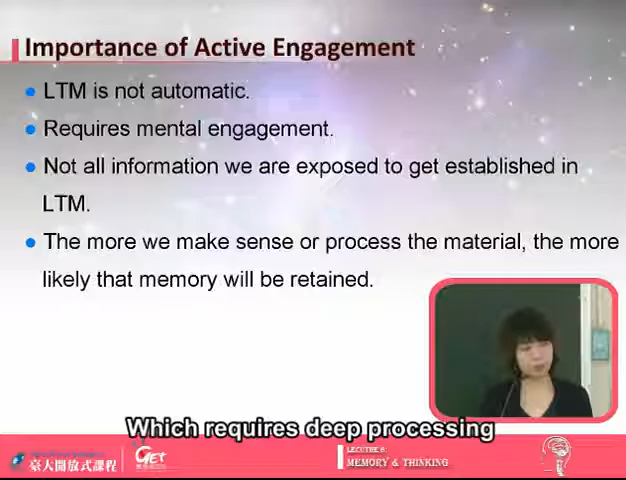 Importance of Active Engagement
LTM is not automatic.
Requires mental engagement.
Not all information we are exposed to get established in
LTM.
The more we make sense or process the material, the more
likely that memory will be retained.
Which requires deep processing
臺大開放式課程
GET
LECTURE 6:
MEMORY & THINKING